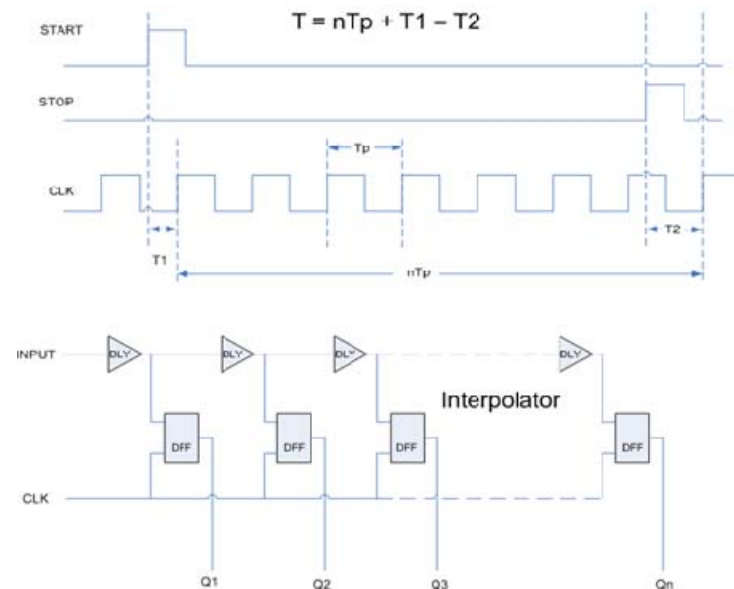 T = nTp + T1 – T2
START
STOP
Tp
CLK
T1
T2
nTp
INPUT
DLY DLY DLY DLY
Interpolator
DFF DFF DFF DFF
CLK
Q1 Q2 Q3 Qn